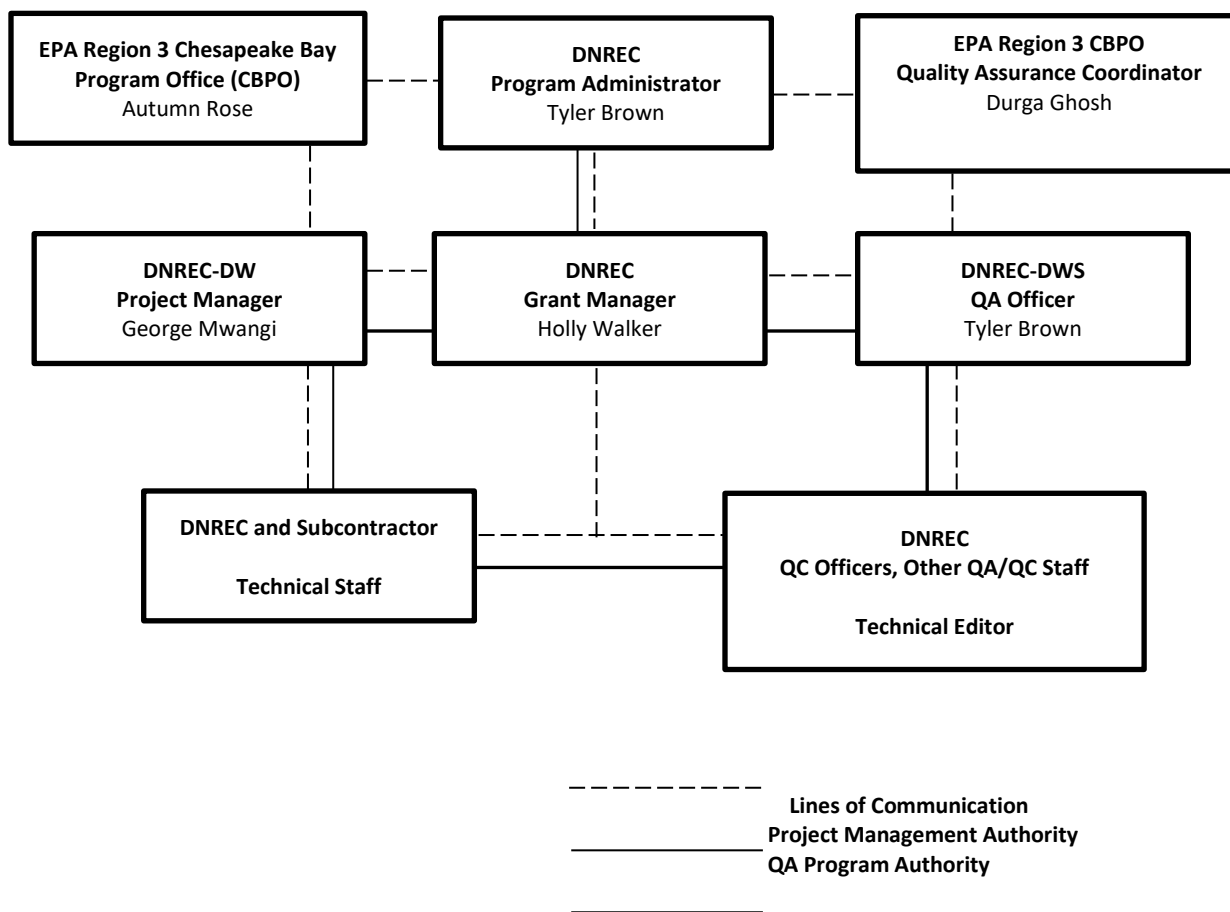 EPA Region 3 Chesapeake Bay
Program Office (CBPO)
Autumn Rose
DNREC
Program Administrator
Tyler Brown
EPA Region 3 CBPO
Quality Assurance Coordinator
Durga Ghosh
DNREC-DW
Project Manager
George Mwangi
DNREC
Grant Manager
Holly Walker
DNREC-DWS
QA Officer
Tyler Brown
DNREC and Subcontractor
Technical Staff
DNREC
QC Officers, Other QA/QC Staff
Technical Editor
Lines of Communication
Project Management Authority
QA Program Authority